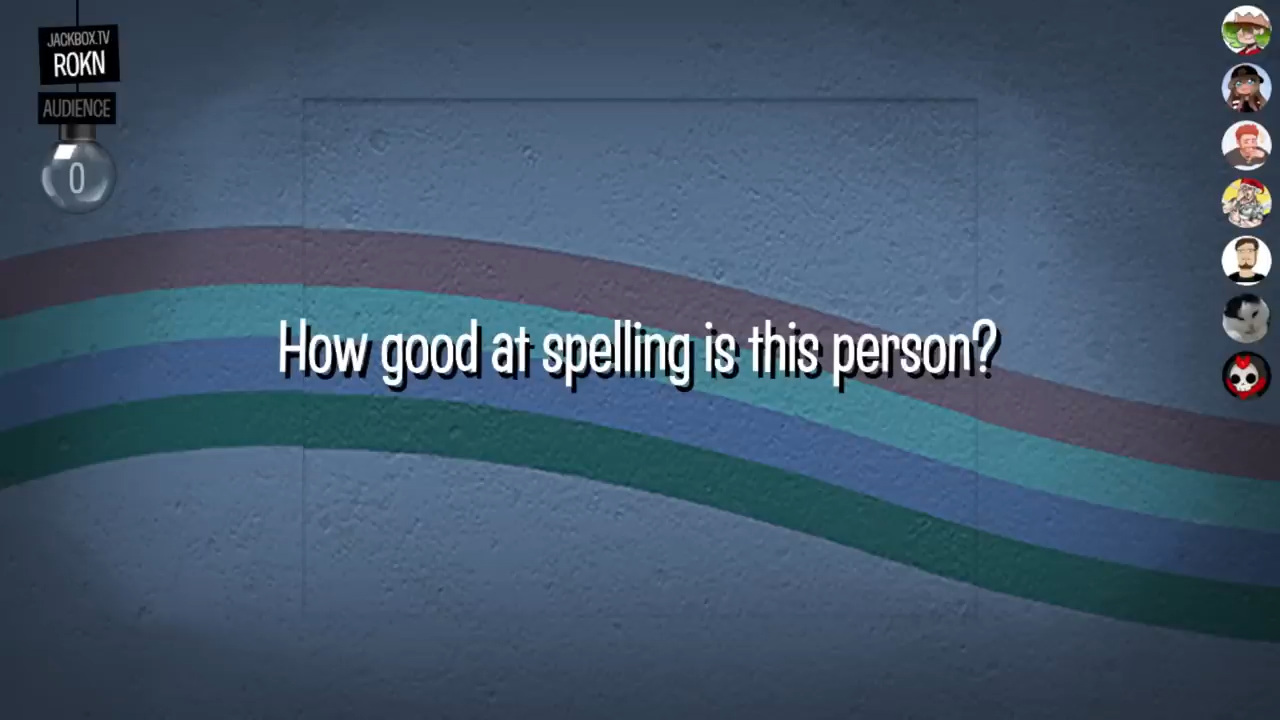 JACKBOX.TV
ROKN
AUDIENCE
0
How good at spelling is this person?